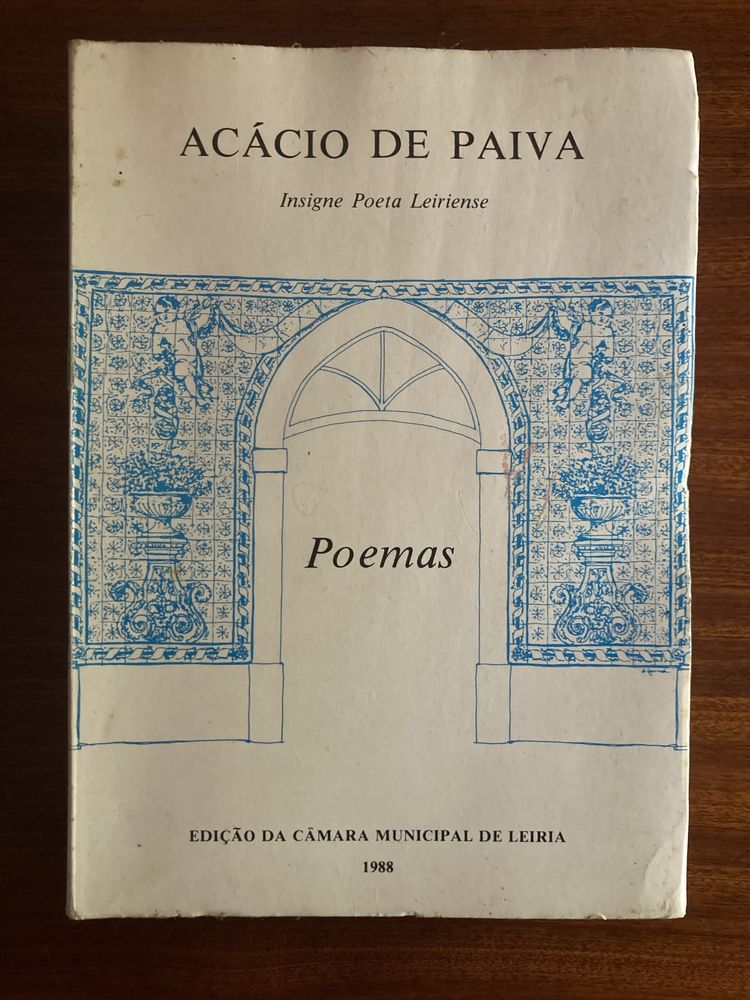 ACÁCIO DE PAIVA
Insigne Poeta Leiriense
Poemas
EDIÇÃO DA CÂMARA MUNICIPAL DE LEIRIA
1988